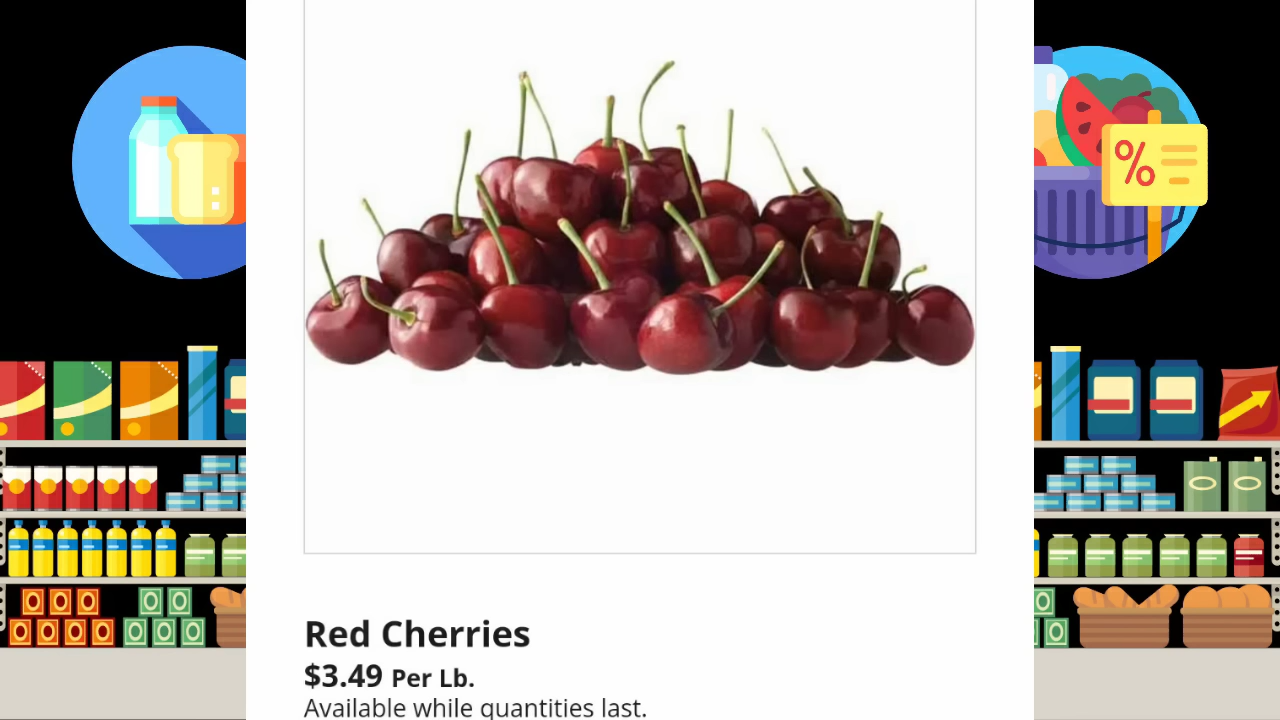 %
Red Cherries
$3.49 Per Lb.
Available while quantities last.